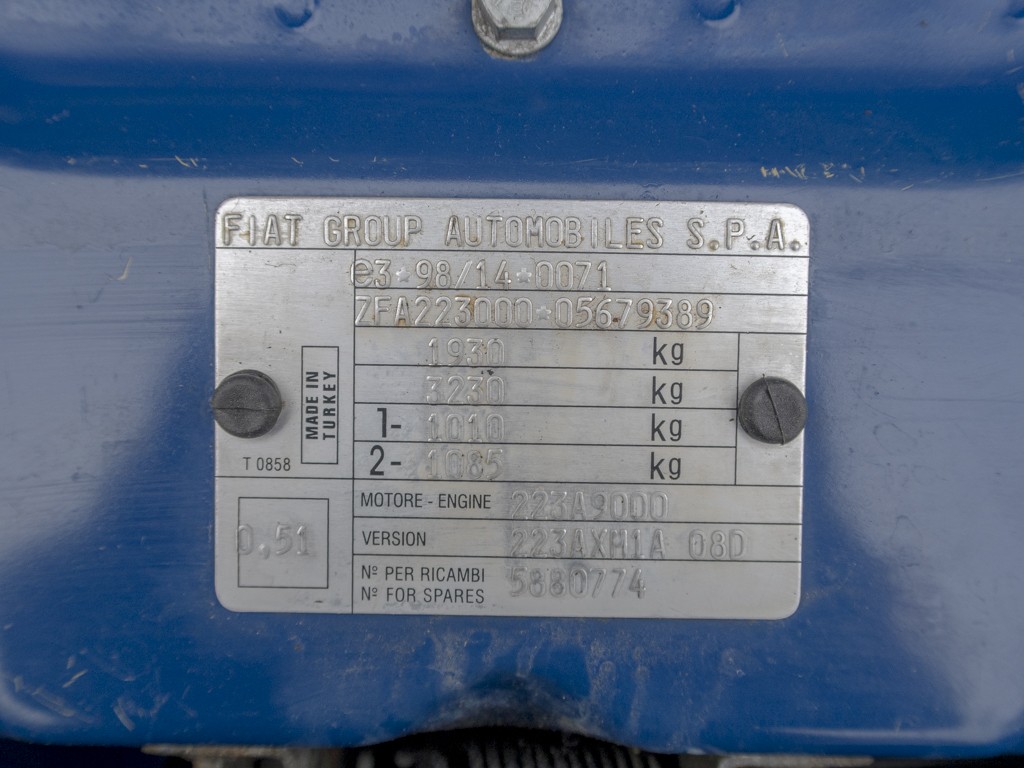 FIAT GROUP AUTOMOBILES S.P.A.
e3*98/14*0071
ZFA223000*05679389
1930 kg
3230 kg
1- 1010 kg
2- 1085 kg
MADE IN
TURKEY
T 0858
0.51
MOTORE - ENGINE 223A9000
VERSION 223AXM1A 08D
Nº PER RICAMBI
Nº FOR SPARES 5880774